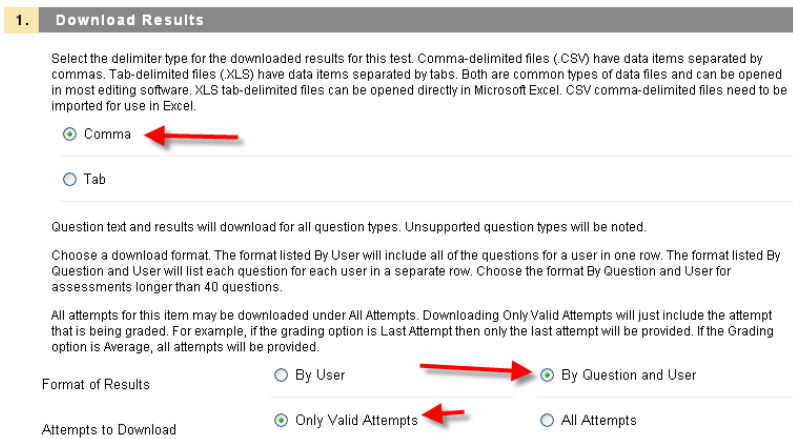 1. Download Results
Select the delimiter type for the downloaded results for this test. Comma-delimited files (.CSV) have data items separated by
commas. Tab-delimited files (.XLS) have data items separated by tabs. Both are common types of data files and can be opened
in most editing software. XLS tab-delimited files can be opened directly in Microsoft Excel. CSV comma-delimited files need to be
imported for use in Excel.
Comma
Tab
Question text and results will download for all question types. Unsupported question types will be noted.
Choose a download format. The format listed By User will include all of the questions for a user in one row. The format listed By
Question and User will list each question for each user in a separate row. Choose the format By Question and User for
assessments longer than 40 questions.
All attempts for this item may be downloaded under All Attempts. Downloading Only Valid Attempts will just include the attempt
that is being graded. For example, if the grading option is Last Attempt then only the last attempt will be provided. If the Grading
option is Average, all attempts will be provided.
Format of Results By User By Question and User
Attempts to Download Only Valid Attempts All Attempts